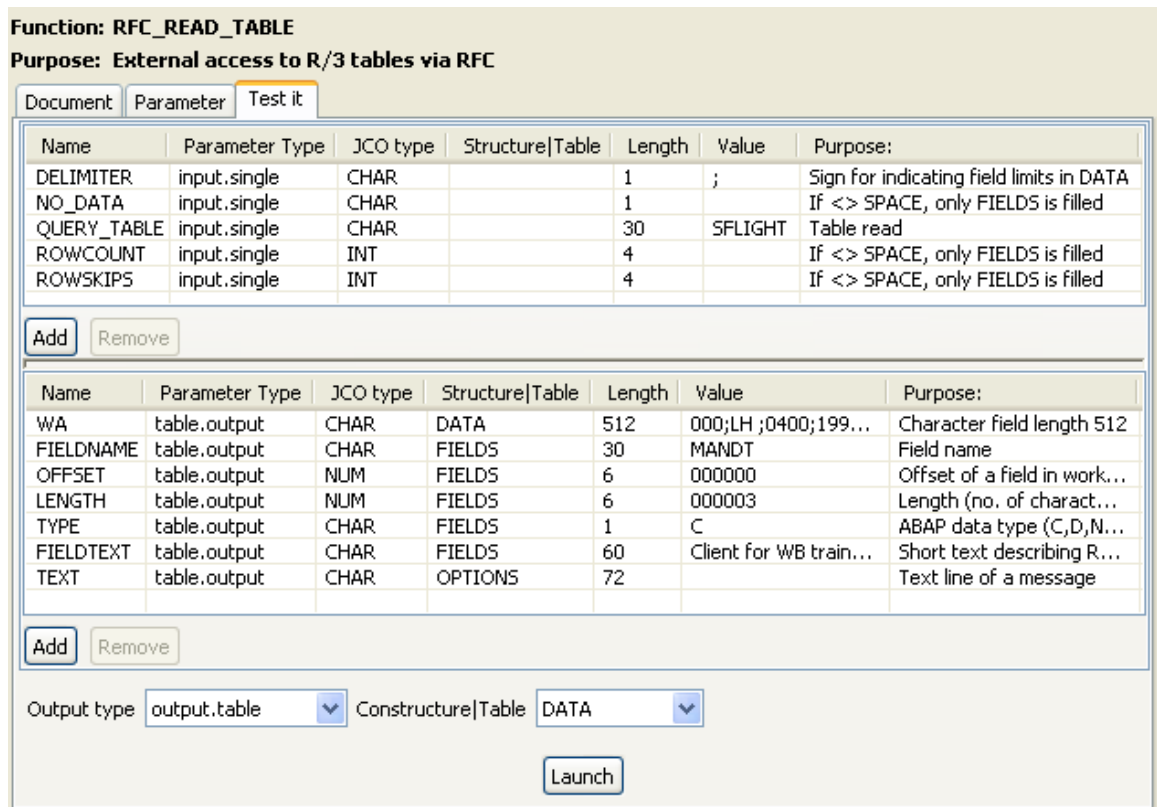 Function: RFC_READ_TABLE
Purpose: External access to R/3 tables via RFC
Document Parameter Test it
Name Parameter Type JCO type Structure|Table Length Value Purpose:
DELIMITER input.single CHAR 1 ; Sign for indicating field limits in DATA
NO_DATA input.single CHAR 1 If <> SPACE, only FIELDS is filled
QUERY_TABLE input.single CHAR 30 SFLIGHT Table read
ROWCOUNT input.single INT 4 If <> SPACE, only FIELDS is filled
ROWSKIPS input.single INT 4 If <> SPACE, only FIELDS is filled
Add Remove
Name Parameter Type JCO type Structure|Table Length Value Purpose:
WA table.output CHAR DATA 512 000;LH ;0400;199... Character field length 512
FIELDNAME table.output CHAR FIELDS 30 MANDT Field name
OFFSET table.output NUM FIELDS 6 000000 Offset of a field in work...
LENGTH table.output NUM FIELDS 6 000003 Length (no. of charact...
TYPE table.output CHAR FIELDS 1 C ABAP data type (C,D,N...
FIELDTEXT table.output CHAR FIELDS 60 Client for WB train... Short text describing R...
TEXT table.output CHAR OPTIONS 72 Text line of a message
Add Remove
Output type output.table Constructure|Table DATA
Launch